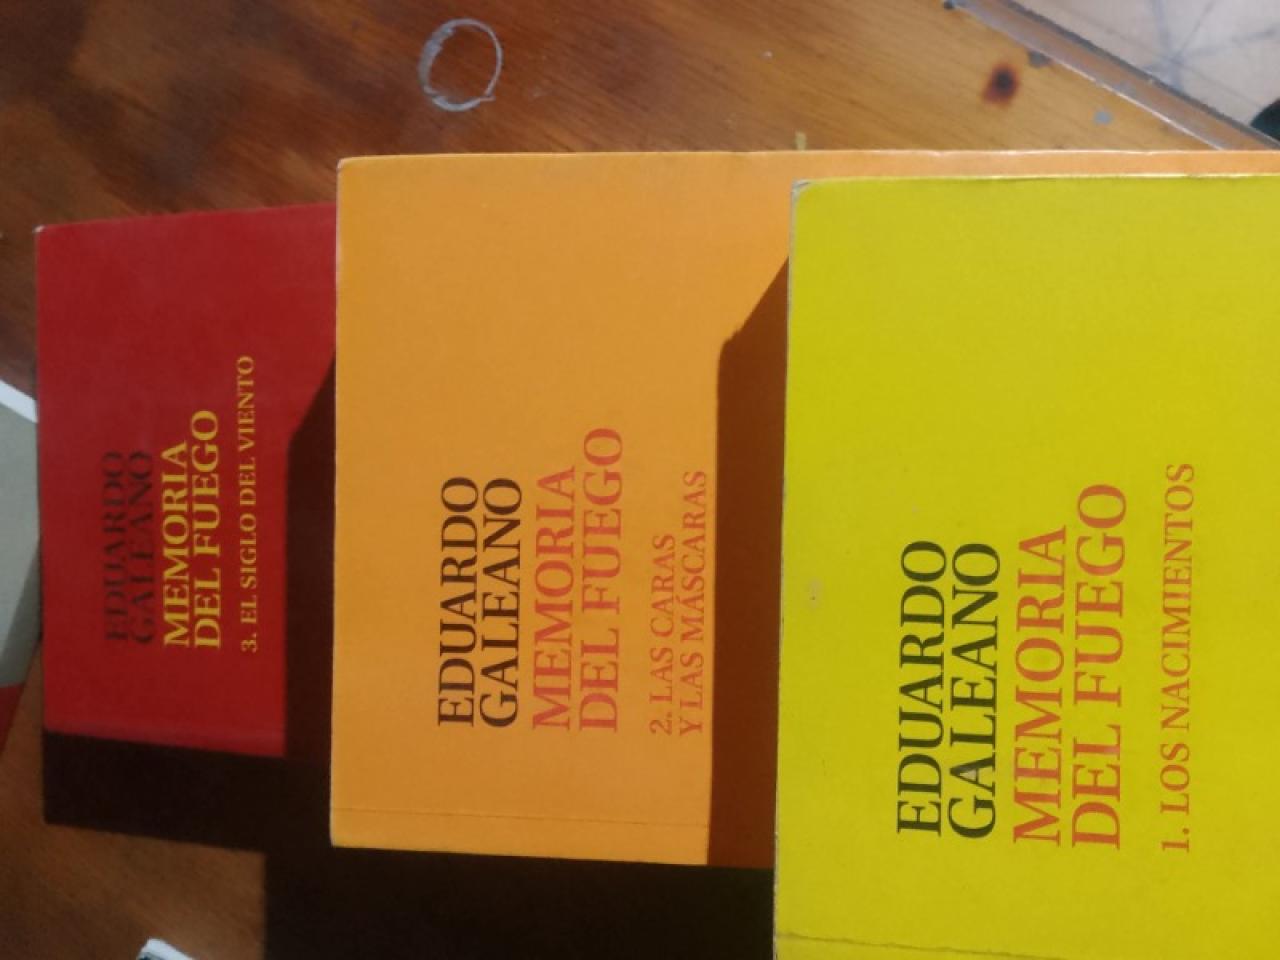 EDUARDO
GALEANO
MEMORIA
DEL FUEGO
3. EL SIGLO DEL VIENTO
EDUARDO
GALEANO
MEMORIA
DEL FUEGO
2. LAS CARAS
Y LAS MÁSCARAS
EDUARDO
GALEANO
MEMORIA
DEL FUEGO
1. LOS NACIMIENTOS